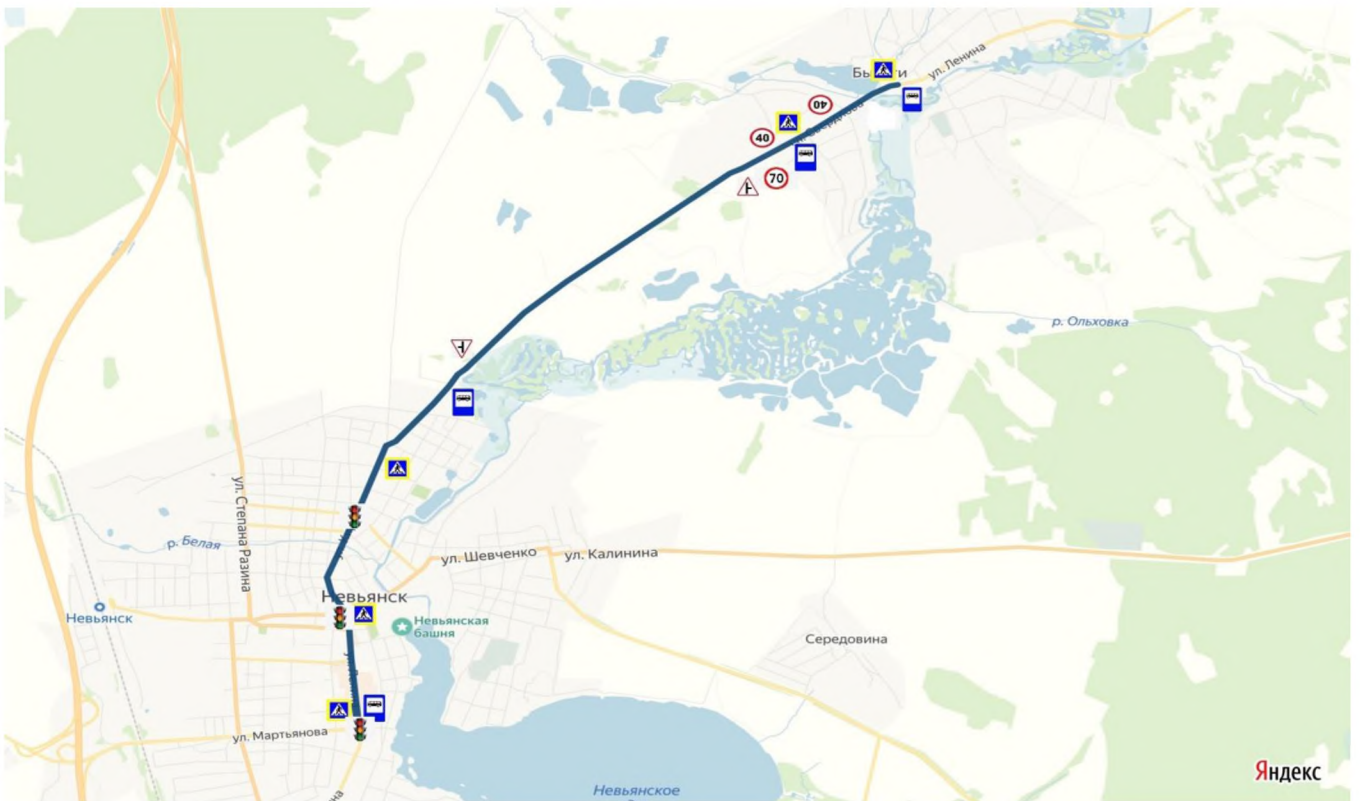 ул. Ленина
40
40
70
р. Ольховка
ул. Степана Разина
р. Белая
ул. Шевченко
ул. Калинина
Невьянск
Невьянск
Невьянская
башня
Середовина
ул. Мартьянова
Невьянское
Яндекс